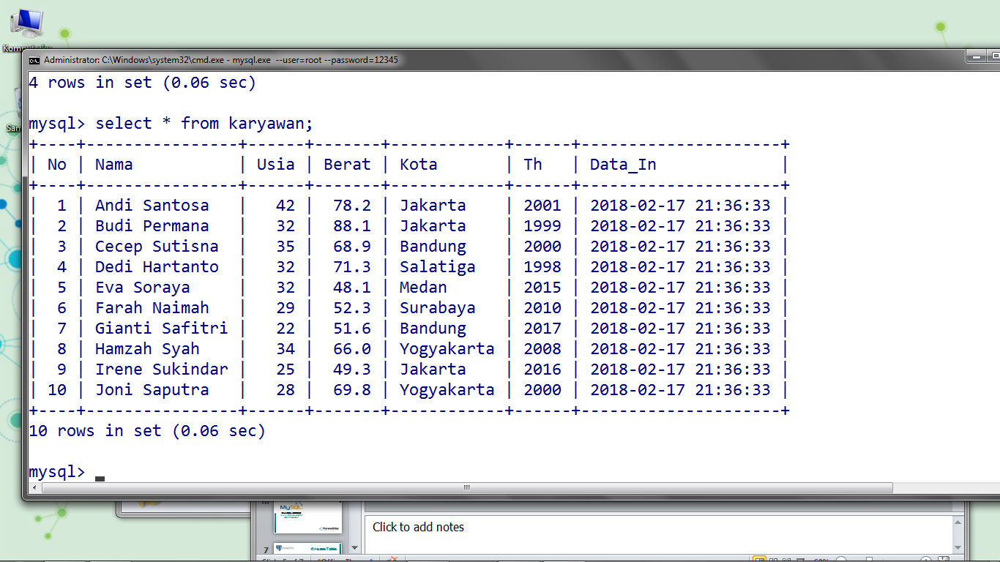 Administrator: C:\Windows\system32\cmd.exe - mysql.exe --user=root --password=12345
4 rows in set (0.06 sec)
mysql> select * from karyawan;
+----+----------------+------+-------+------------+------+---------------------+
| No | Nama           | Usia | Berat | Kota       | Th   | Data_In             |
+----+----------------+------+-------+------------+------+---------------------+
|  1 | Andi Santosa   |   42 |  78.2 | Jakarta    | 2001 | 2018-02-17 21:36:33 |
|  2 | Budi Permana   |   32 |  88.1 | Jakarta    | 1999 | 2018-02-17 21:36:33 |
|  3 | Cecep Sutisna  |   35 |  68.9 | Bandung    | 2000 | 2018-02-17 21:36:33 |
|  4 | Dedi Hartanto  |   32 |  71.3 | Salatiga   | 1998 | 2018-02-17 21:36:33 |
|  5 | Eva Soraya     |   32 |  48.1 | Medan      | 2015 | 2018-02-17 21:36:33 |
|  6 | Farah Naimah   |   29 |  52.3 | Surabaya   | 2010 | 2018-02-17 21:36:33 |
|  7 | Gianti Safitri |   22 |  51.6 | Bandung    | 2017 | 2018-02-17 21:36:33 |
|  8 | Hamzah Syah    |   34 |  66.0 | Yogyakarta | 2008 | 2018-02-17 21:36:33 |
|  9 | Irene Sukindar |   25 |  49.3 | Jakarta    | 2016 | 2018-02-17 21:36:33 |
| 10 | Joni Saputra   |   28 |  69.8 | Yogyakarta | 2000 | 2018-02-17 21:36:33 |
+----+----------------+------+-------+------------+------+---------------------+
10 rows in set (0.06 sec)
mysql>
MySQL
Purwadhika
Click to add notes
7
CreateTable